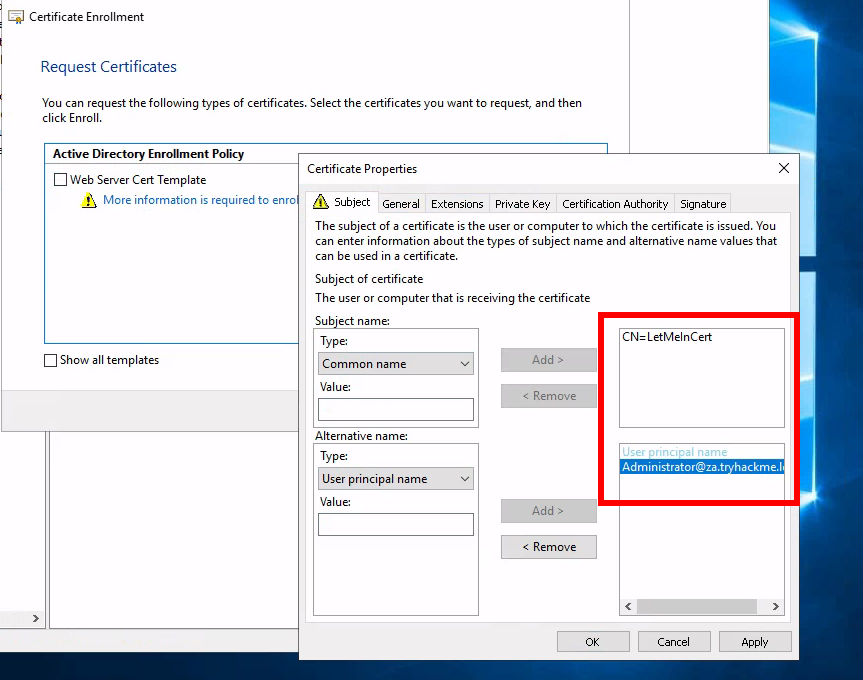 Certificate Enrollment
Request Certificates
You can request the following types of certificates. Select the certificates you want to request, and then
click Enroll.
Active Directory Enrollment Policy
Web Server Cert Template
More information is required to enrol
Show all templates
Certificate Properties
Subject
General
Extensions
Private Key
Certification Authority
Signature
The subject of a certificate is the user or computer to which the certificate is issued. You
can enter information about the types of subject name and alternative name values that
can be used in a certificate.
Subject of certificate
The user or computer that is receiving the certificate
Subject name:
Type:
Common name
Value:
Add >
< Remove
CN=LetMeInCert
Alternative name:
Type:
User principal name
Value:
Add >
< Remove
User principal name
Administrator@za.tryhackme.l
OK
Cancel
Apply